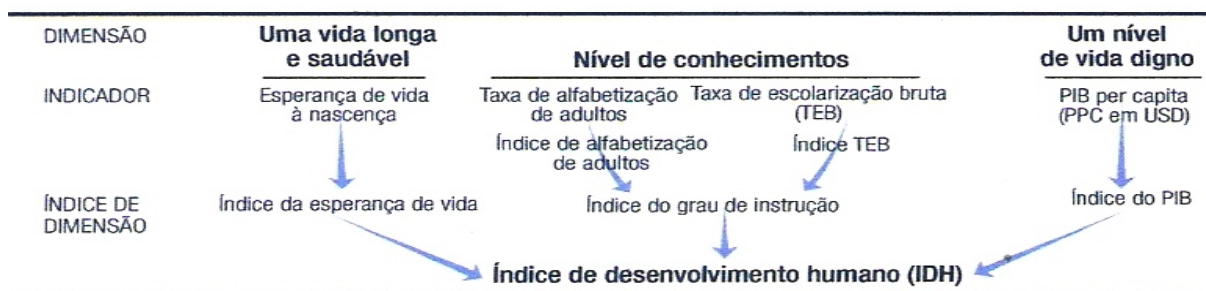 DIMENSÃO
Uma vida longa
e saudável
Nível de conhecimentos
Um nível
de vida digno
INDICADOR
Esperança de vida
à nascença
Taxa de alfabetização
de adultos
Taxa de escolarização bruta
(TEB)
PIB per capita
(PPC em USD)
Índice de alfabetização
de adultos
Índice TEB
ÍNDICE DE
DIMENSÃO
Índice da esperança de vida
Índice do grau de instrução
Índice do PIB
Índice de desenvolvimento humano (IDH)